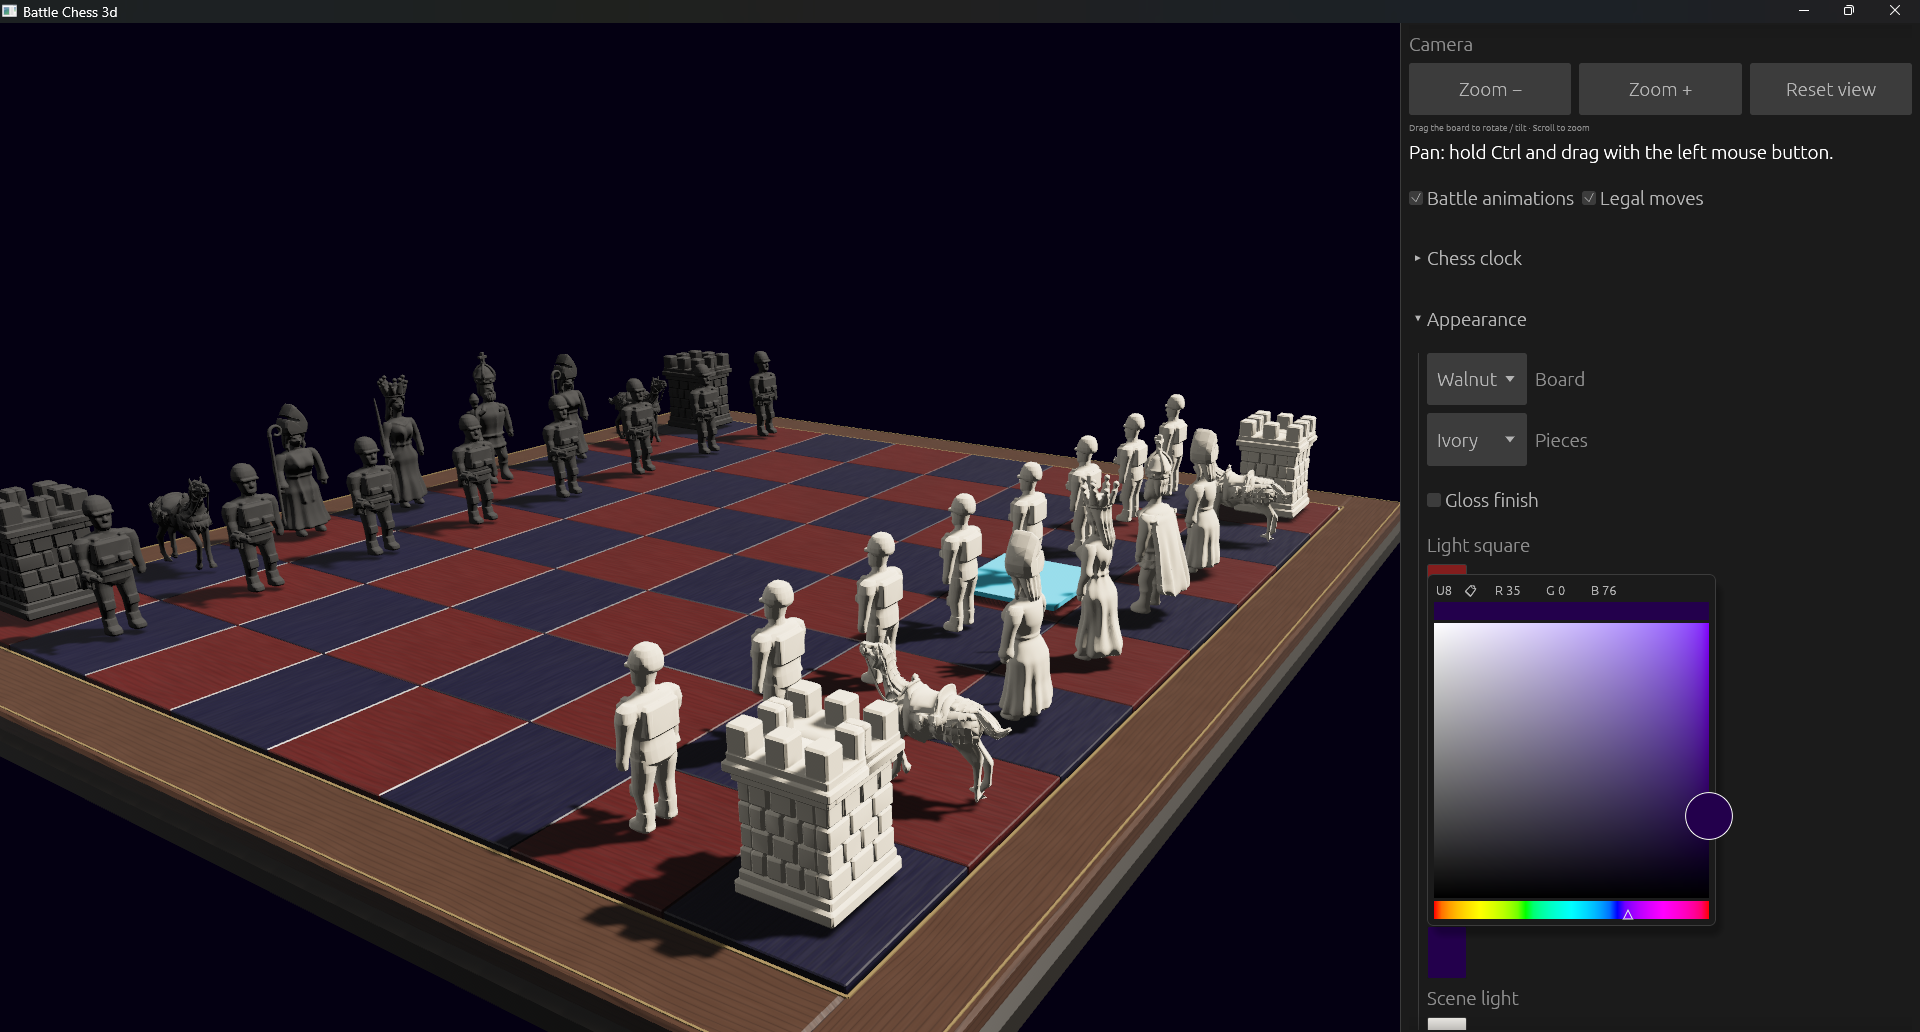 Battle Chess 3d
Camera
Zoom –
Zoom +
Reset view
Drag the board to rotate / tilt · Scroll to zoom
Pan: hold Ctrl and drag with the left mouse button.
Battle animations
Legal moves
Chess clock
Appearance
Walnut
Board
Ivory
Pieces
Gloss finish
Light square
U8 R 35 G 0 B 76
Scene light